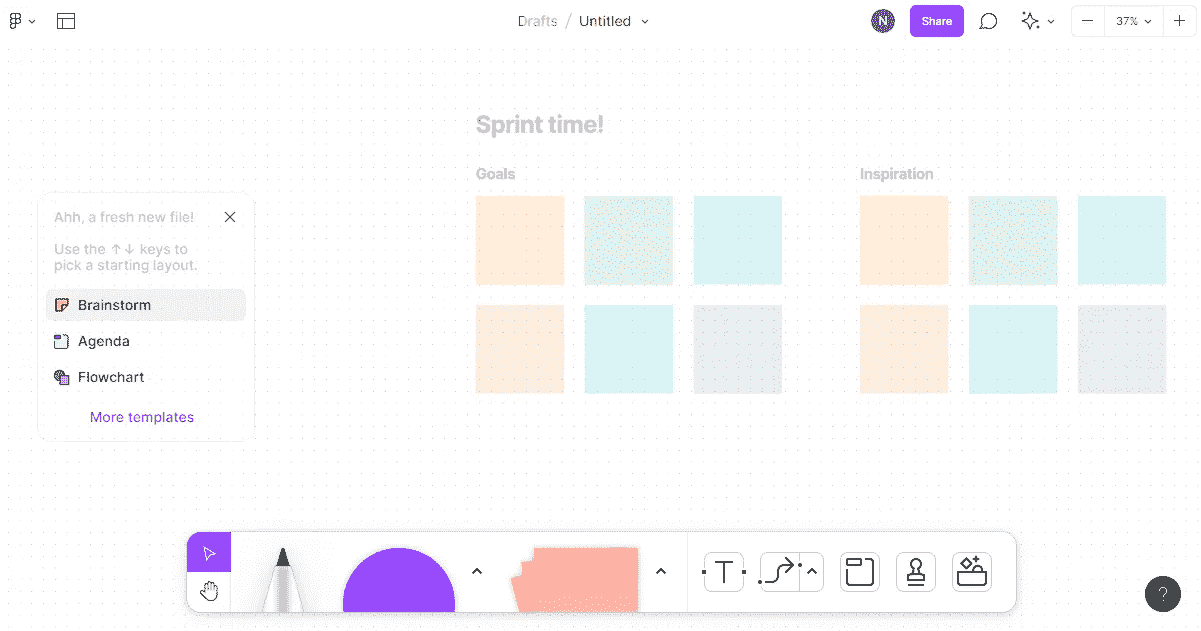 Drafts / Untitled
N
Share
37%
Sprint time!
Goals
Inspiration
Ahh, a fresh new file!
Use the ↑↓ keys to
pick a starting layout.
Brainstorm
Agenda
Flowchart
More templates
T
?